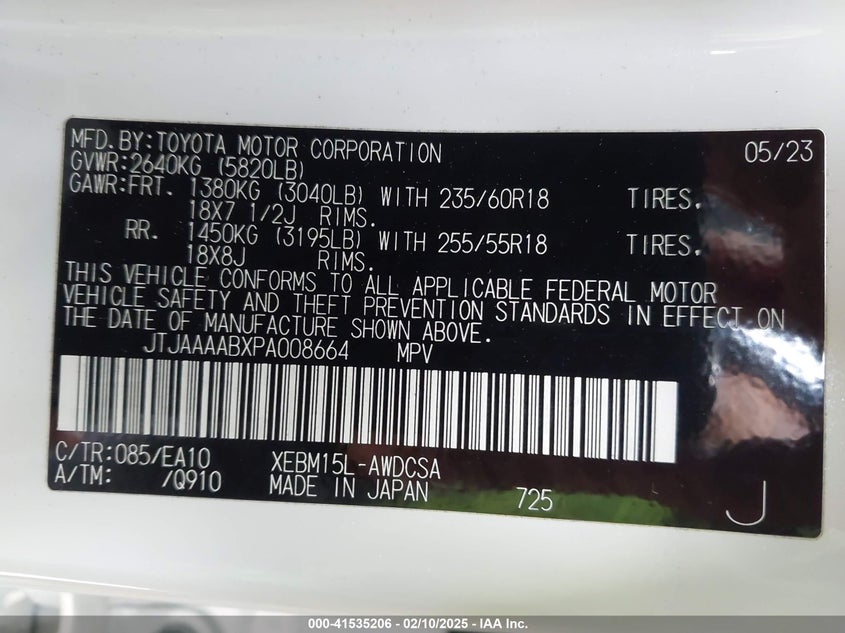 MFD.BY:TOYOTA MOTOR CORPORATION 05/23
GVWR:2640KG (5820LB)
GAWR:FRT. 1380KG (3040LB) WITH 235/60R18 TIRES.
18X7 1/2J RIMS.
RR. 1450KG (3195LB) WITH 255/55R18 TIRES.
18X8J RIMS.
THIS VEHICLE CONFORMS TO ALL APPLICABLE FEDERAL MOTOR
VEHICLE SAFETY AND THEFT PREVENTION STANDARDS IN EFFECT ON
THE DATE OF MANUFACTURE SHOWN ABOVE.
JTJAAAABXPA008664 MPV
C/TR:085/EA10 XEBM15L-AWDCSA
A/TM: /Q910 MADE IN JAPAN 725 J
000-41535206 - 02/10/2025 - IAA Inc.